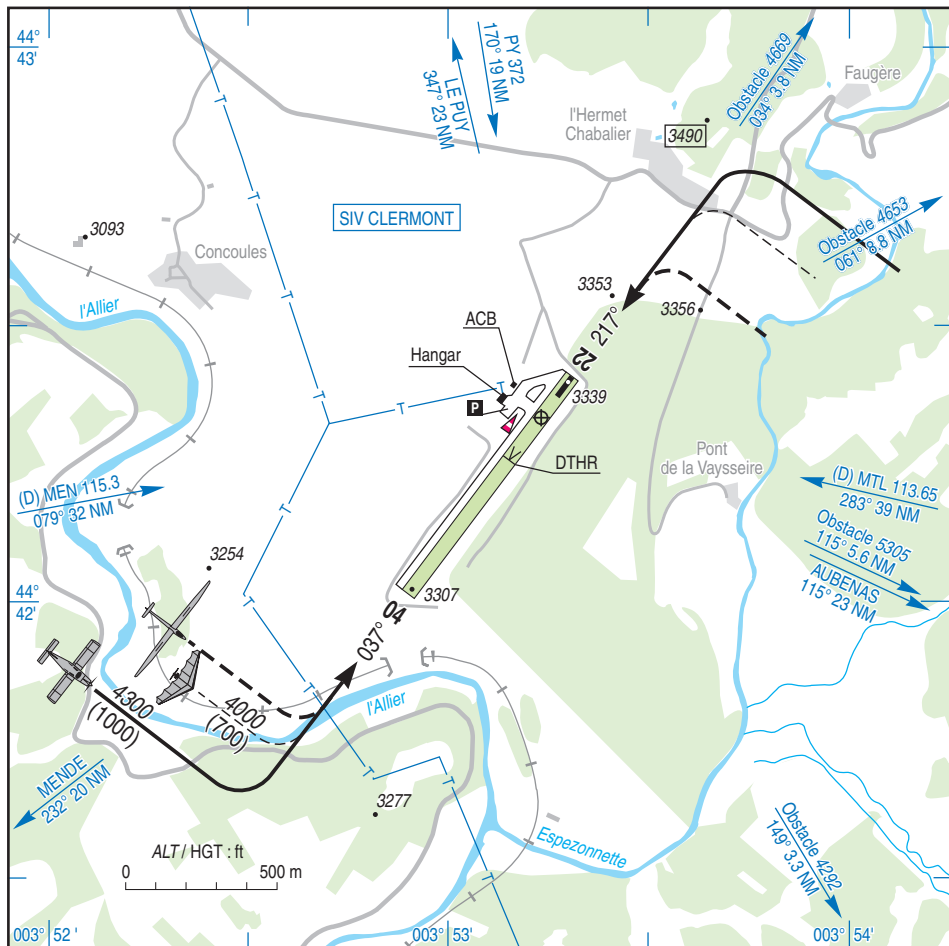 44°
43'
PY 372
170° 19 NM
LE PUY
347° 23 NM
Obstacle 4669
034° 3.8 NM
Faugère
l'Hermet
Chabalier
3490
SIV CLERMONT
3093
Concoules
Obstacle 4653
061° 8.8 NM
l'Allier
3353
3356
217°
22
ACB
Hangar
P
3339
DTHR
Pont
de la Vaysseire
(D) MEN 115.3
079° 32 NM
(D) MTL 113.65
283° 39 NM
Obstacle 5305
115° 5.6 NM
AUBENAS
115° 23 NM
3254
44°
42'
3307
04
037°
4300
(1000)
4000
(700)
l'Allier
MENDE
232° 20 NM
3277
Espezonnette
Obstacle 4292
149° 3.3 NM
ALT / HGT : ft
0 500 m
003° 52 '
003° 53'
003° 54'
T
T
T
T
T
T
T
T
T
T
T